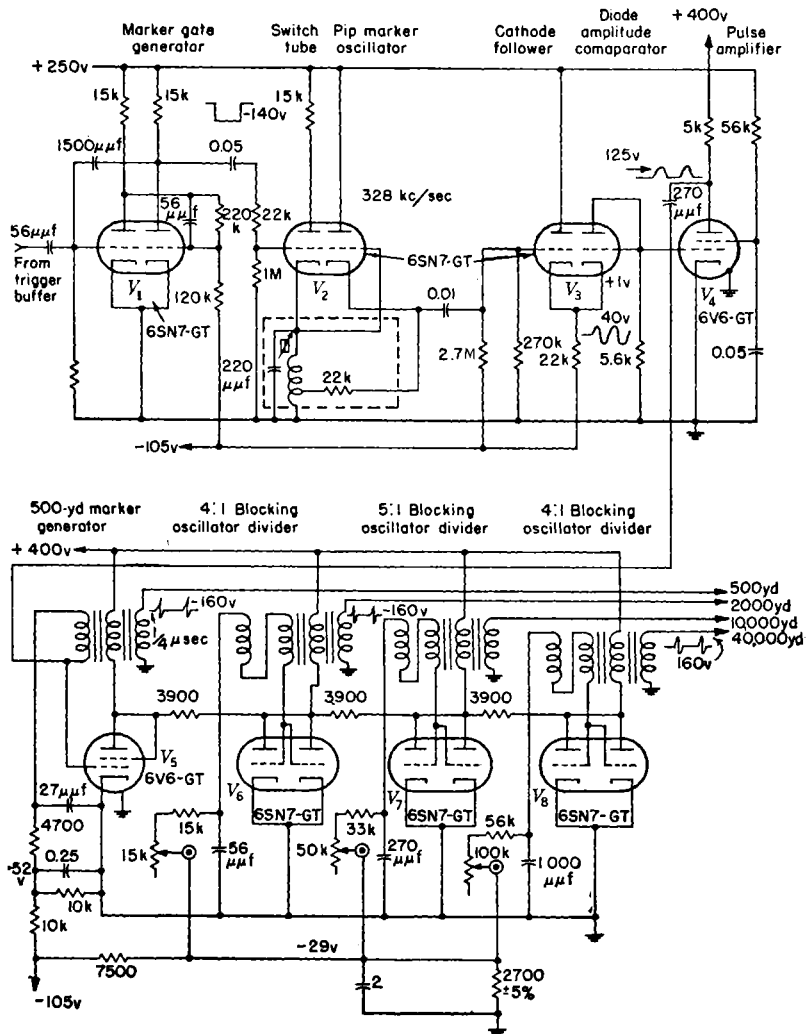 Marker gate
generator
Switch
tube
Pip marker
oscillator
Cathode
follower
Diode
amplitude
comaparator
+400v
Pulse
amplifier
+250v
15k
15k
-140v
15k
5k
56k
1500μμf
0.05
125v
56
μμf
220
k
22k
328 kc/sec
270
μμf
56μμf
From
trigger
buffer
V1
6SN7-GT
120k
1M
V2
6SN7-GT
0.01
V3
+1v
V4
6V6-GT
40v
220
μμf
22k
2.7M
270k
22k
5.6k
0.05
-105v
500-yd marker
generator
4:1 Blocking
oscillator divider
5:1 Blocking
oscillator divider
4:1 Blocking
oscillator divider
+400v
-160v
1/4 μsec
-160v
500yd
2000yd
10,000yd
40,000yd
160v
3900
3900
3900
V5
6V6-GT
V6
6SN7-GT
V7
6SN7-GT
V8
6SN7-GT
27μμf
4700
15k
33k
56k
15k
56
μμf
50k
270
μμf
100k
1000
μμf
-52
v
0.25
10k
10k
-29v
7500
2
2700
±5%
-105v